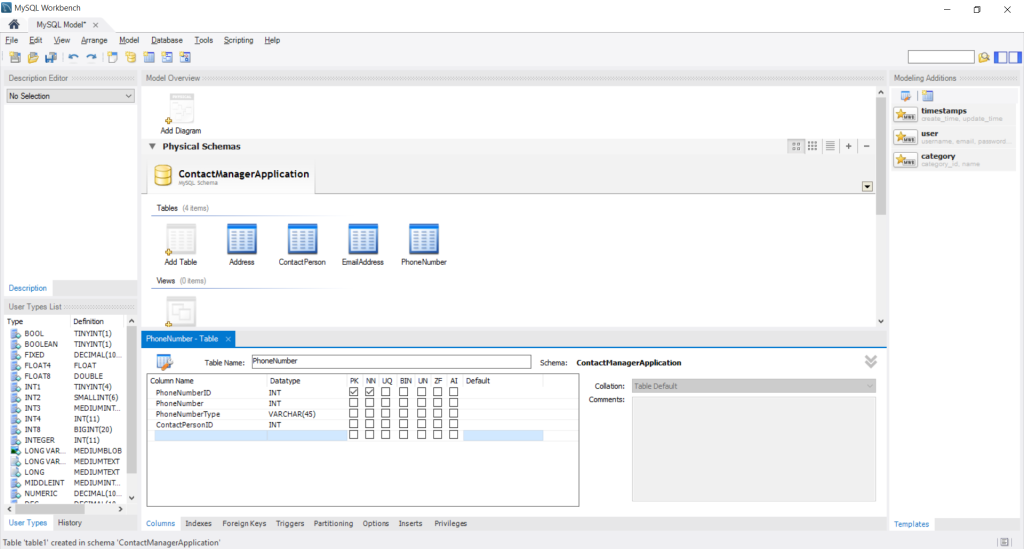 MySQL Workbench
MySQL Model*
File Edit View Arrange Model Database Tools Scripting Help
Description Editor
No Selection
Description
User Types List
Type Definition
BOOL TINYINT(1)
BOOLEAN TINYINT(1)
FIXED DECIMAL(10...
FLOAT4 FLOAT
FLOAT8 DOUBLE
INT1 TINYINT(4)
INT2 SMALLINT(6)
INT3 MEDIUMINT...
INT4 INT(11)
INT8 BIGINT(20)
INTEGER INT(11)
LONG VAR... MEDIUMBLOB
LONG VAR... MEDIUMTEXT
LONG MEDIUMTEXT
MIDDLEINT MEDIUMINT...
NUMERIC DECIMAL(10...
User Types History
Model Overview
Add Diagram
Physical Schemas
ContactManagerApplication
MySQL Schema
Tables (4 items)
Add Table Address ContactPerson EmailAddress PhoneNumber
Views (0 items)
PhoneNumber - Table
Table Name: PhoneNumber Schema: ContactManagerApplication
Column Name Datatype PK NN UQ BIN UN ZF AI Default
PhoneNumberID INT
PhoneNumber INT
PhoneNumberType VARCHAR(45)
ContactPersonID INT
Collation: Table Default
Comments:
Columns Indexes Foreign Keys Triggers Partitioning Options Inserts Privileges
Modeling Additions
timestamps
create_time, update_time
user
username, email, password...
category
category_id, name
Templates
Table 'table1' created in schema 'ContactManagerApplication'